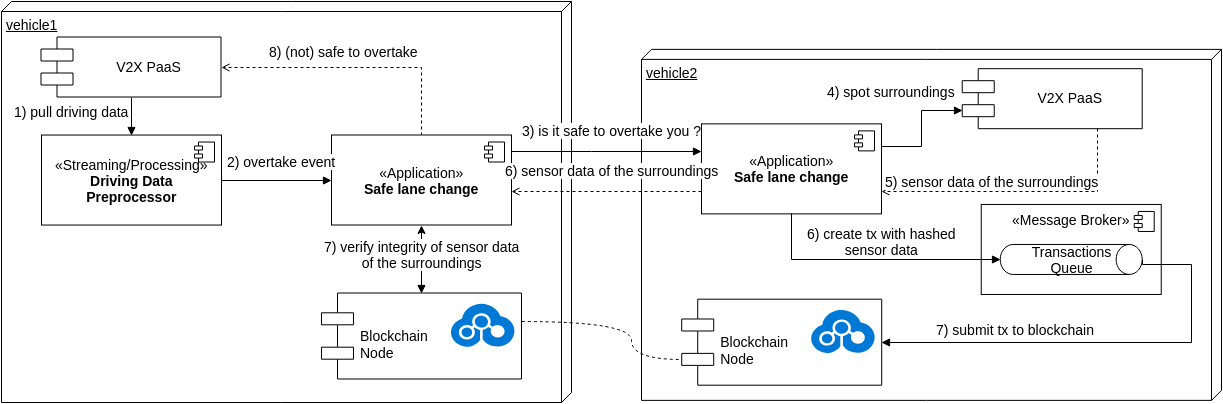 vehicle1
V2X PaaS
8) (not) safe to overtake
1) pull driving data
«Streaming/Processing»
Driving Data
Preprocessor
2) overtake event
«Application»
Safe lane change
3) is it safe to overtake you ?
6) sensor data of the surroundings
7) verify integrity of sensor data
of the surroundings
Blockchain
Node
vehicle2
4) spot surroundings
V2X PaaS
«Application»
Safe lane change
5) sensor data of the surroundings
6) create tx with hashed
sensor data
«Message Broker»
Transactions
Queue
7) submit tx to blockchain
Blockchain
Node